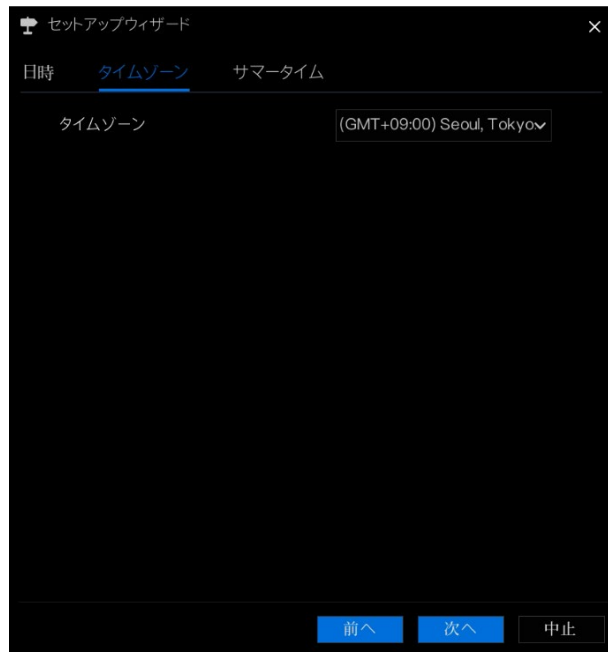 セットアップウィザード
日時 タイムゾーン サマータイム
タイムゾーン (GMT+09:00) Seoul, Tokyo
前へ 次へ 中止